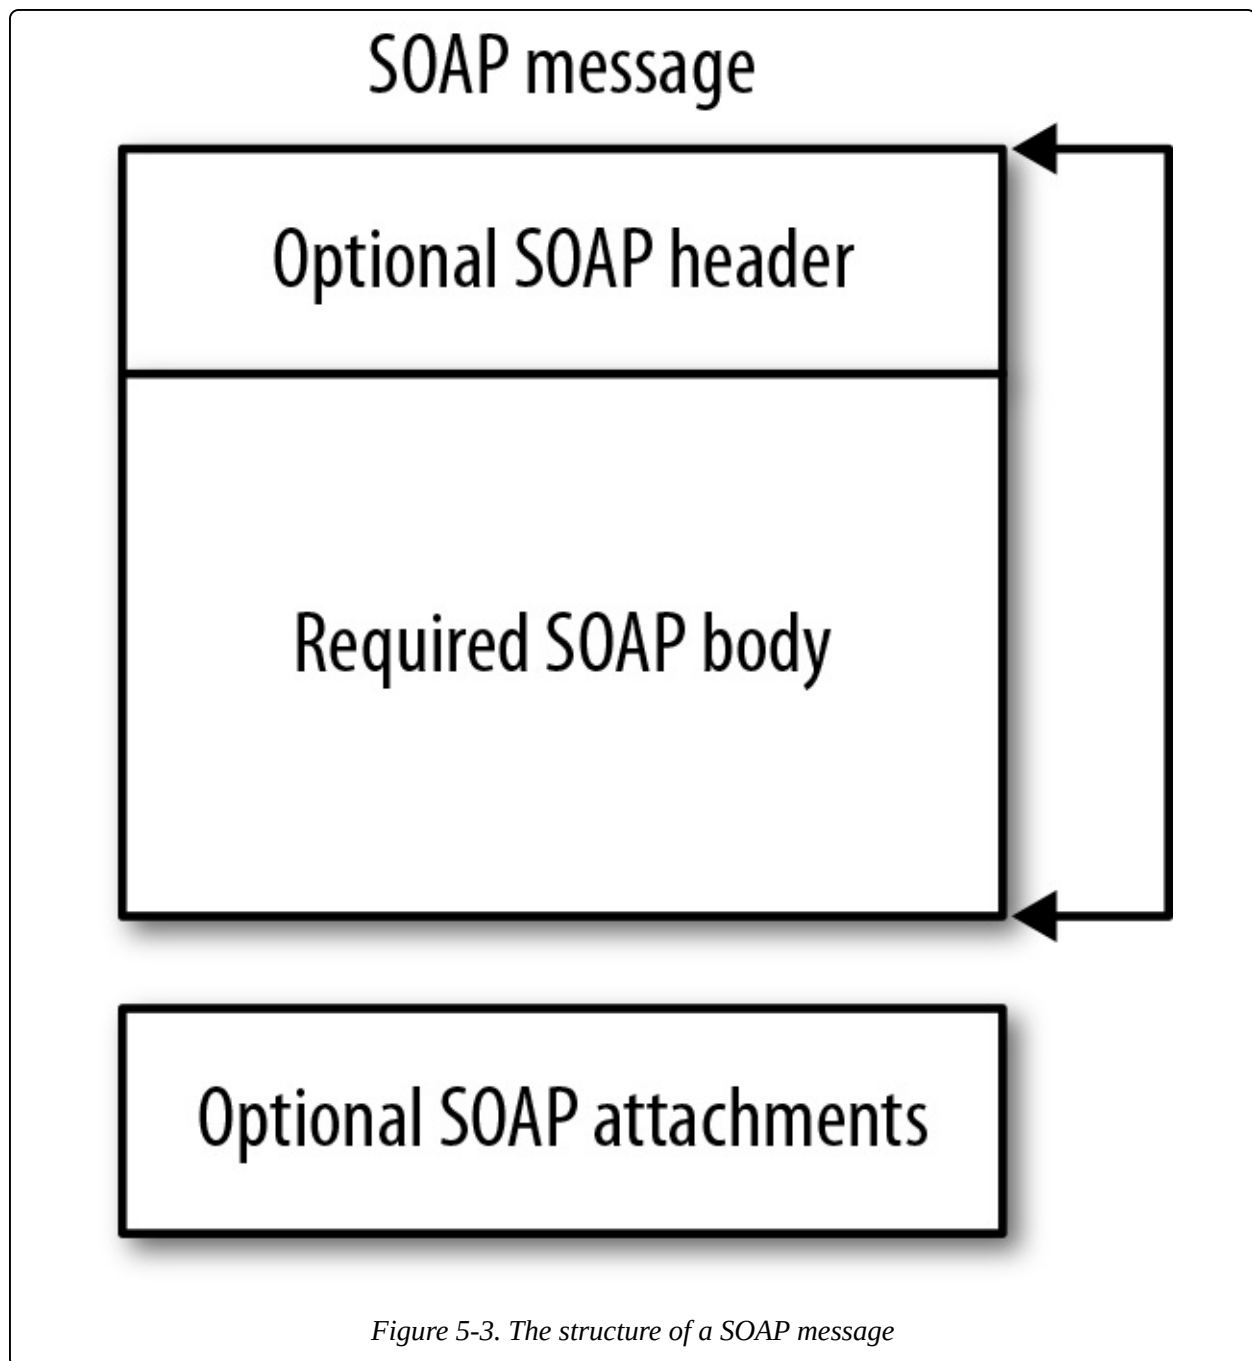 SOAP message
Optional SOAP header
Required SOAP body
Optional SOAP attachments
Figure 5-3. The structure of a SOAP message